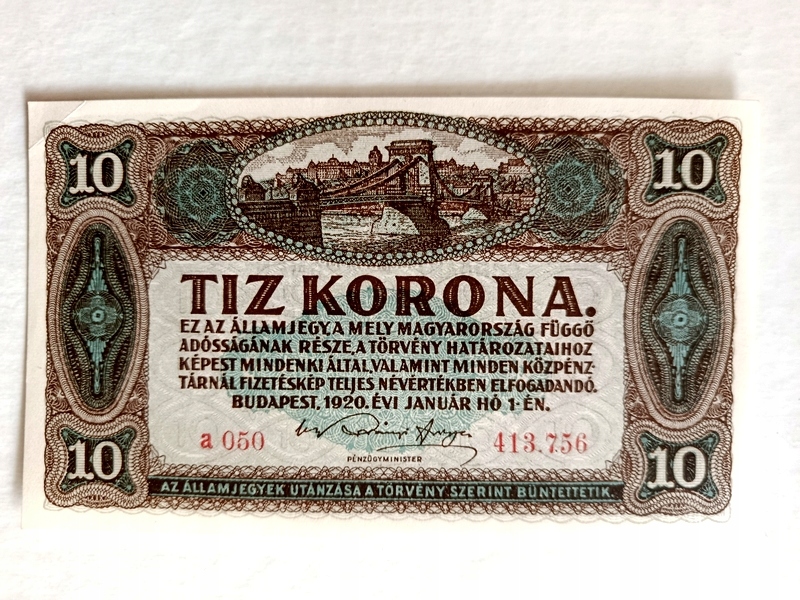 10 10
TIZ KORONA.
EZ AZ ÁLLAMJEGY, A MELY MAGYARORSZÁG FÜGGŐ
ADÓSSÁGÁNAK RÉSZE, A TÖRVÉNY HATÁROZATAIHOZ
KÉPEST MINDENKI ÁLTAL, VALAMINT MINDEN KÖZPÉNZ-
TÁRNÁL FIZETÉSKÉP TELJES NÉVÉRTÉKBEN ELFOGADANDÓ.
BUDAPEST, 1920. ÉVI JANUÁR HÓ 1-ÉN.
a 050 413.756
PÉNZÜGYMINISTER
10 10
AZ ÁLLAMJEGYEK UTÁNZÁSA A TÖRVÉNY SZERINT BÜNTETTETIK.